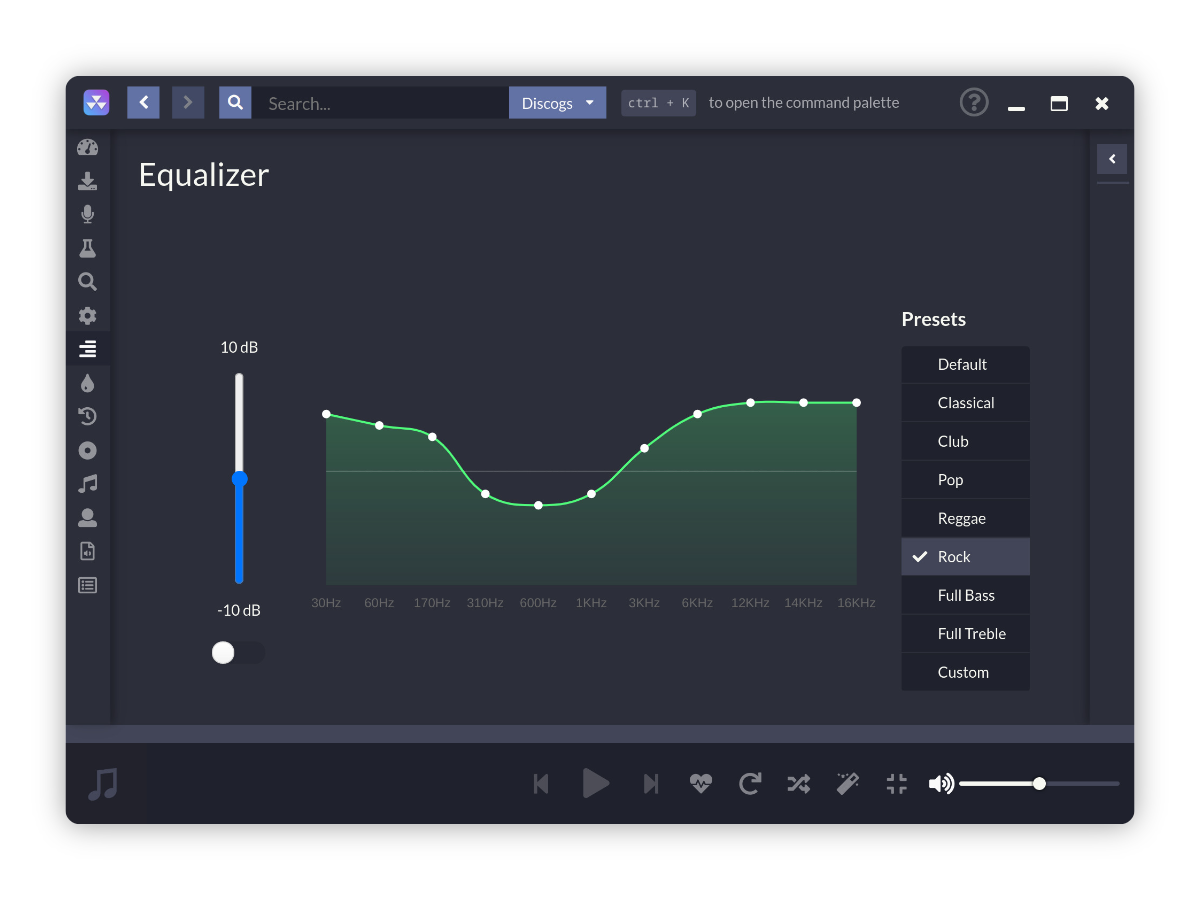 Search...
Discogs
ctrl + K
to open the command palette
?
Equalizer
10 dB
-10 dB
30Hz 60Hz 170Hz 310Hz 600Hz 1KHz 3KHz 6KHz 12KHz 14KHz 16KHz
Presets
Default
Classical
Club
Pop
Reggae
Rock
Full Bass
Full Treble
Custom